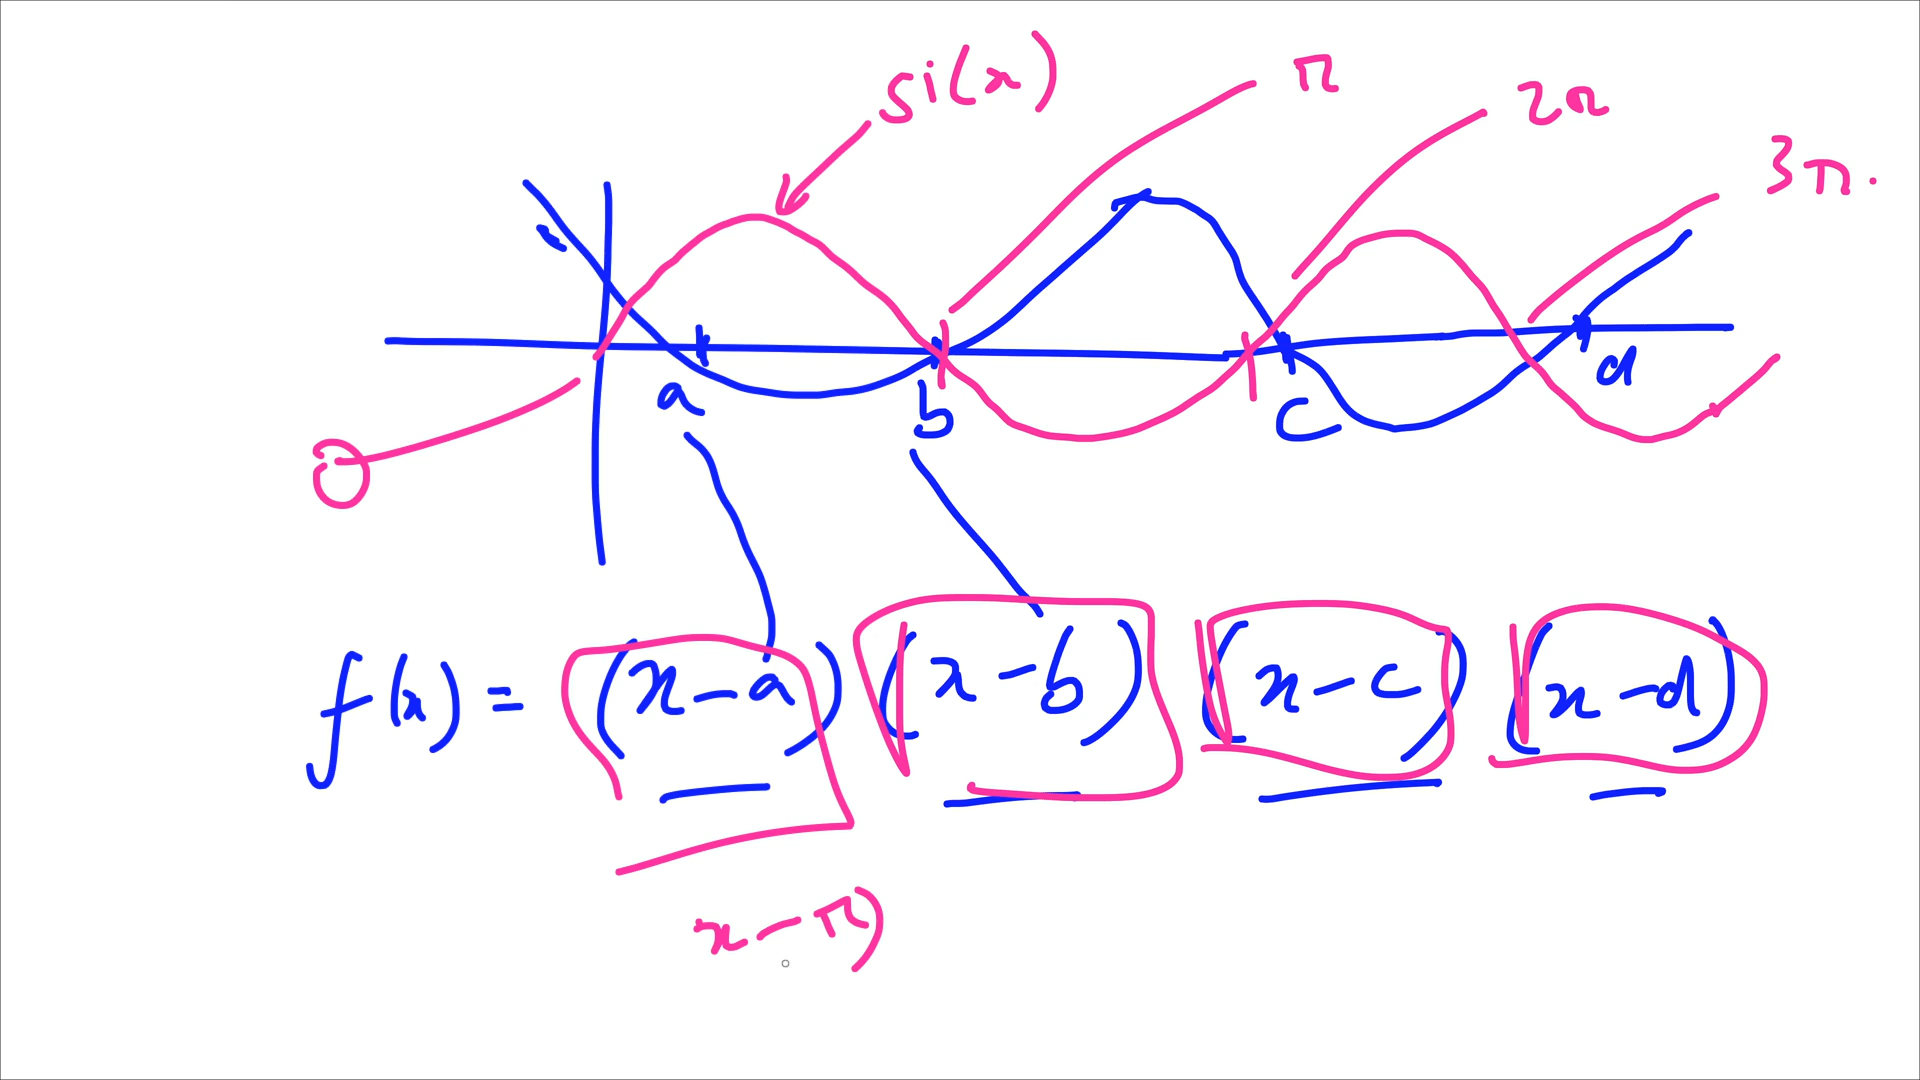 si(x)
π
2π
3π.
a
b
c
d
0
f(x) = (x-a) (x-b) (x-c) (x-d)
x-π)